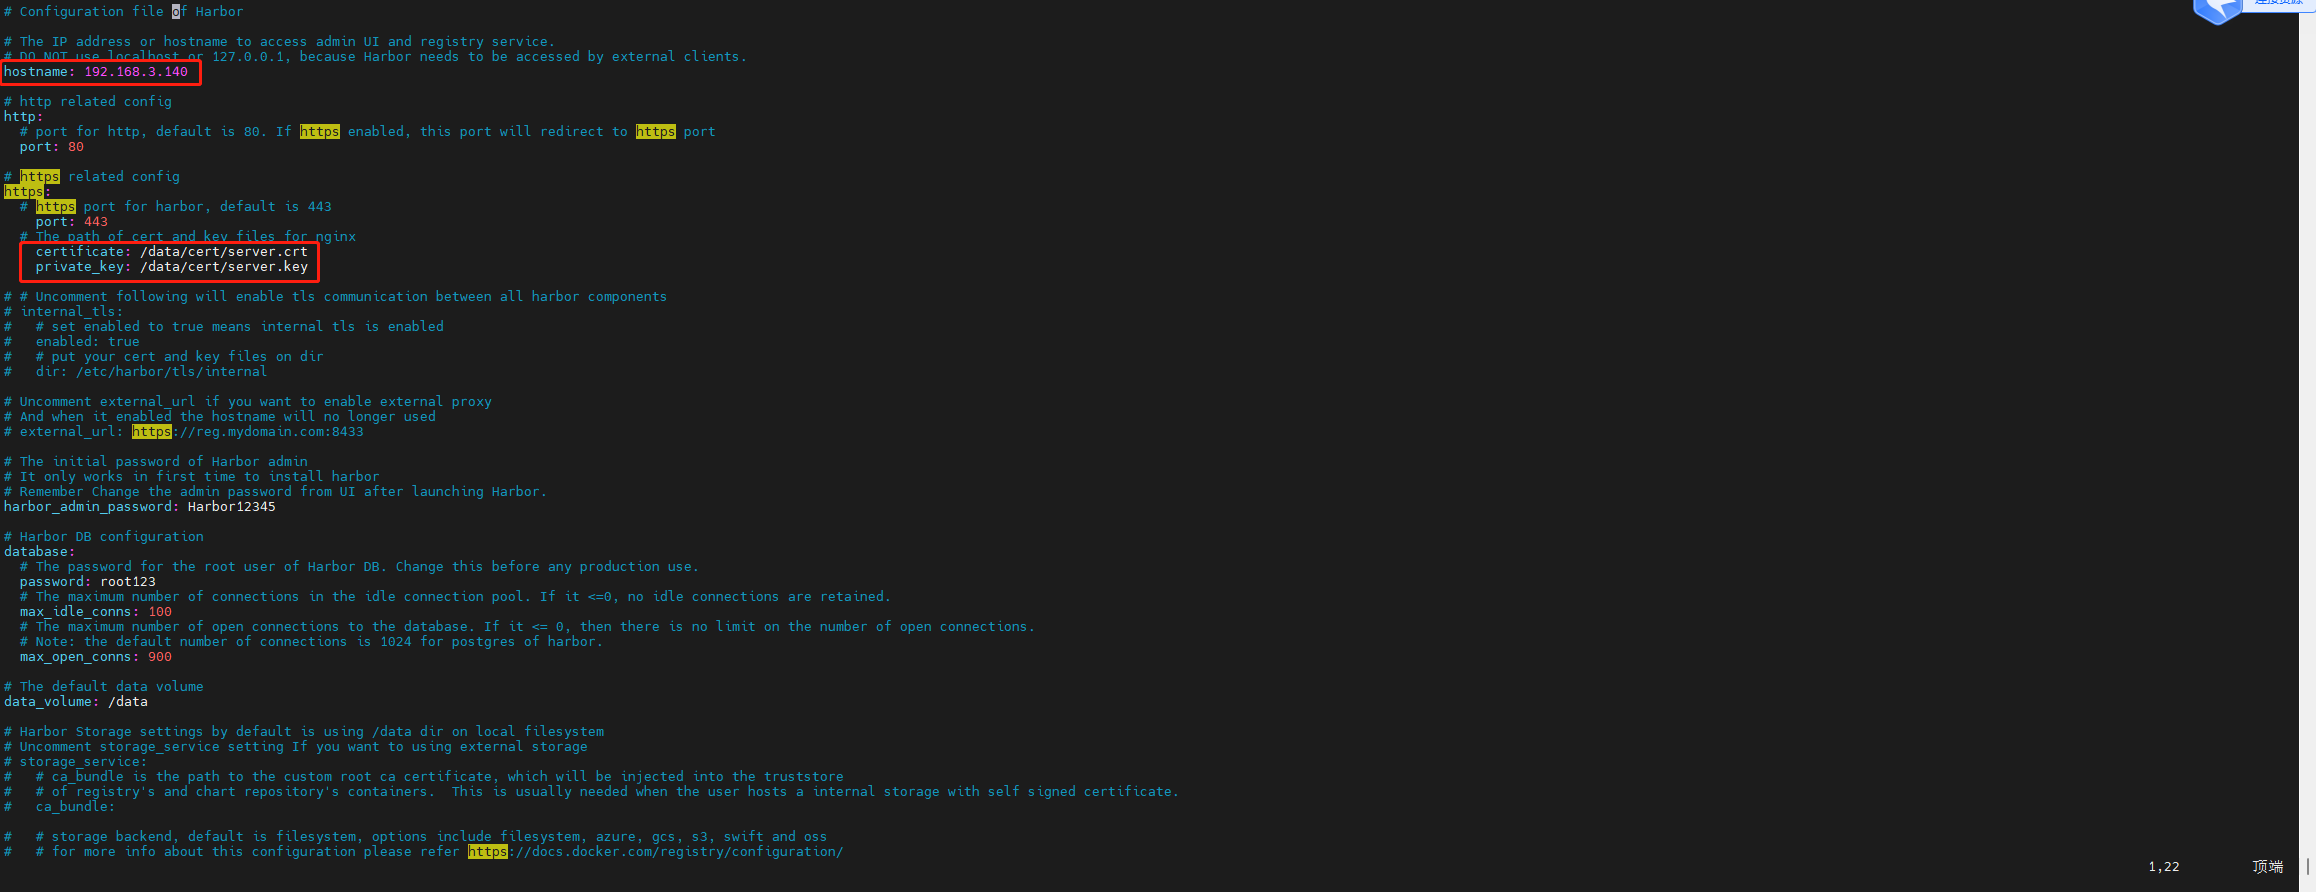 连接资源
# Configuration file of Harbor
# The IP address or hostname to access admin UI and registry service.
# DO NOT use localhost or 127.0.0.1, because Harbor needs to be accessed by external clients.
hostname: 192.168.3.140
# http related config
http:
  # port for http, default is 80. If https enabled, this port will redirect to https port
  port: 80
# https related config
https:
  # https port for harbor, default is 443
    port: 443
  # The path of cert and key files for nginx
    certificate: /data/cert/server.crt
    private_key: /data/cert/server.key
# # Uncomment following will enable tls communication between all harbor components
# internal_tls:
#   # set enabled to true means internal tls is enabled
#   enabled: true
#   # put your cert and key files on dir
#   dir: /etc/harbor/tls/internal
# Uncomment external_url if you want to enable external proxy
# And when it enabled the hostname will no longer used
# external_url: https://reg.mydomain.com:8433
# The initial password of Harbor admin
# It only works in first time to install harbor
# Remember Change the admin password from UI after launching Harbor.
harbor_admin_password: Harbor12345
# Harbor DB configuration
database:
  # The password for the root user of Harbor DB. Change this before any production use.
  password: root123
  # The maximum number of connections in the idle connection pool. If it <=0, no idle connections are retained.
  max_idle_conns: 100
  # The maximum number of open connections to the database. If it <= 0, then there is no limit on the number of open connections.
  # Note: the default number of connections is 1024 for postgres of harbor.
  max_open_conns: 900
# The default data volume
data_volume: /data
# Harbor Storage settings by default is using /data dir on local filesystem
# Uncomment storage_service setting If you want to using external storage
# storage_service:
#   # ca_bundle is the path to the custom root ca certificate, which will be injected into the truststore
#   # of registry's and chart repository's containers.  This is usually needed when the user hosts a internal storage with self signed certificate.
#   ca_bundle:
#   # storage backend, default is filesystem, options include filesystem, azure, gcs, s3, swift and oss
#   # for more info about this configuration please refer https://docs.docker.com/registry/configuration/
1,22 顶端